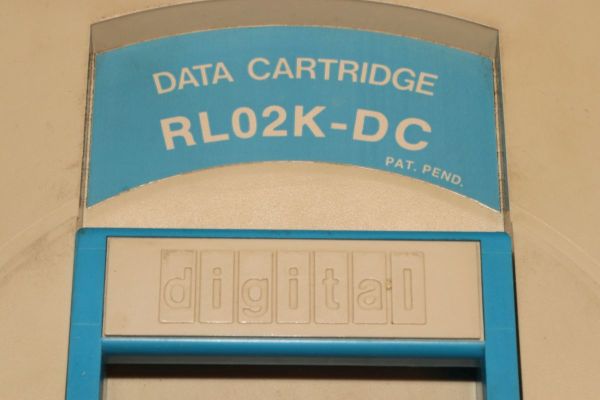 DATA CARTRIDGE
RL02K-DC
PAT. PEND.
digital